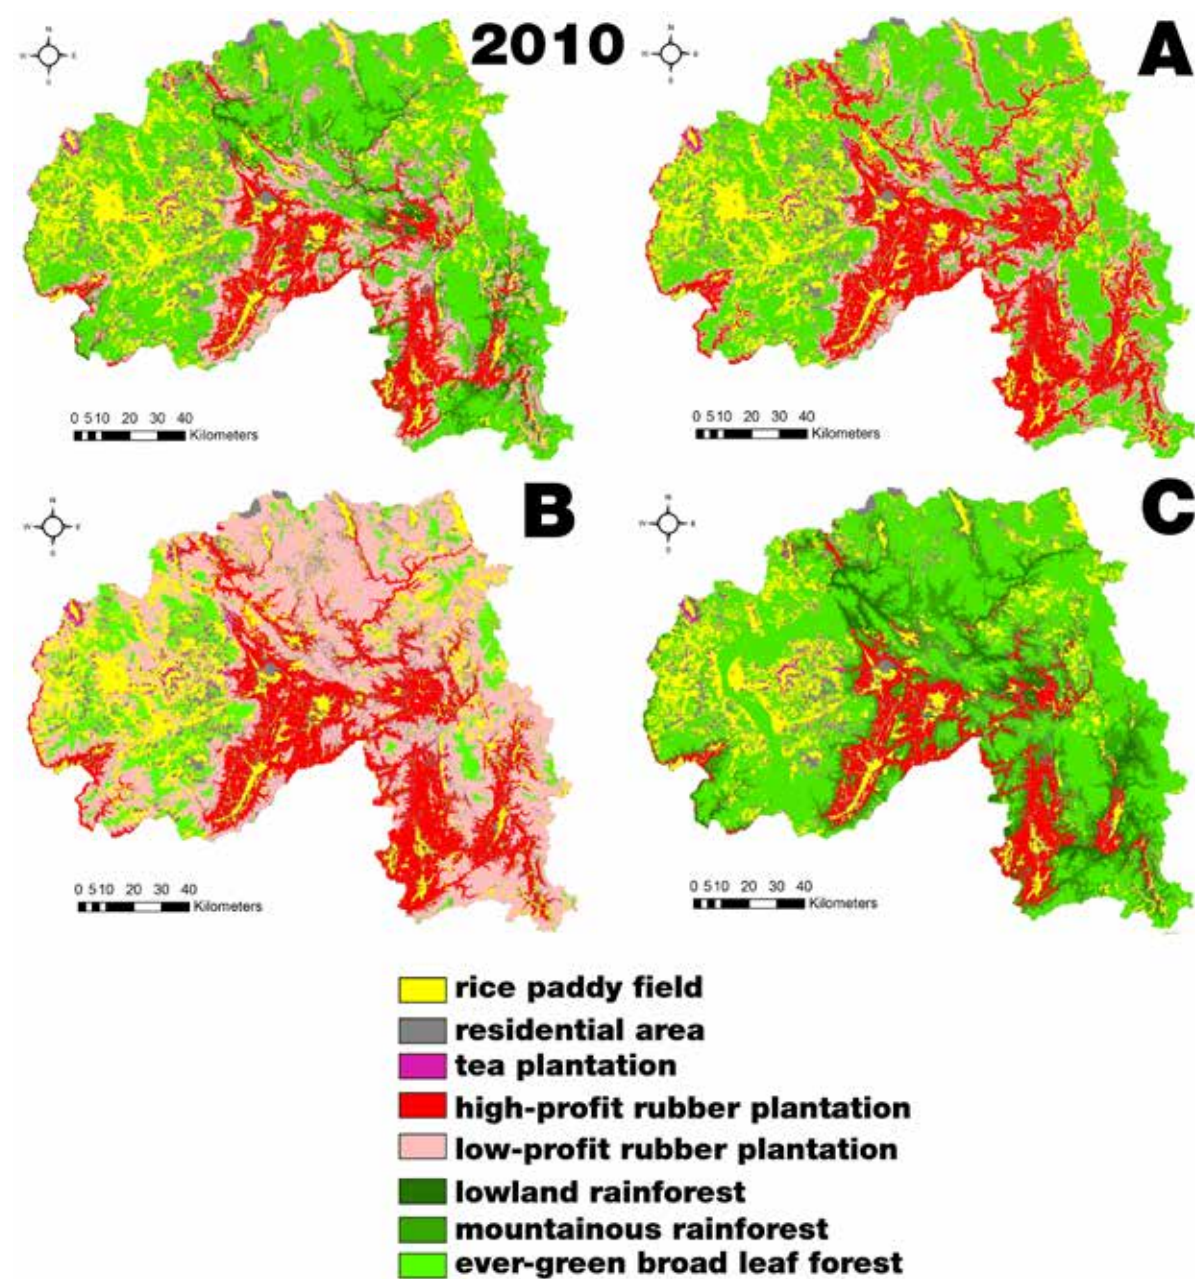 2010
N
W E
S
0 5 10 20 30 40
Kilometers
A
N
W E
S
0 5 10 20 30 40
Kilometers
B
N
W E
S
0 5 10 20 30 40
Kilometers
C
N
W E
S
0 5 10 20 30 40
Kilometers
rice paddy field
residential area
tea plantation
high-profit rubber plantation
low-profit rubber plantation
lowland rainforest
mountainous rainforest
ever-green broad leaf forest